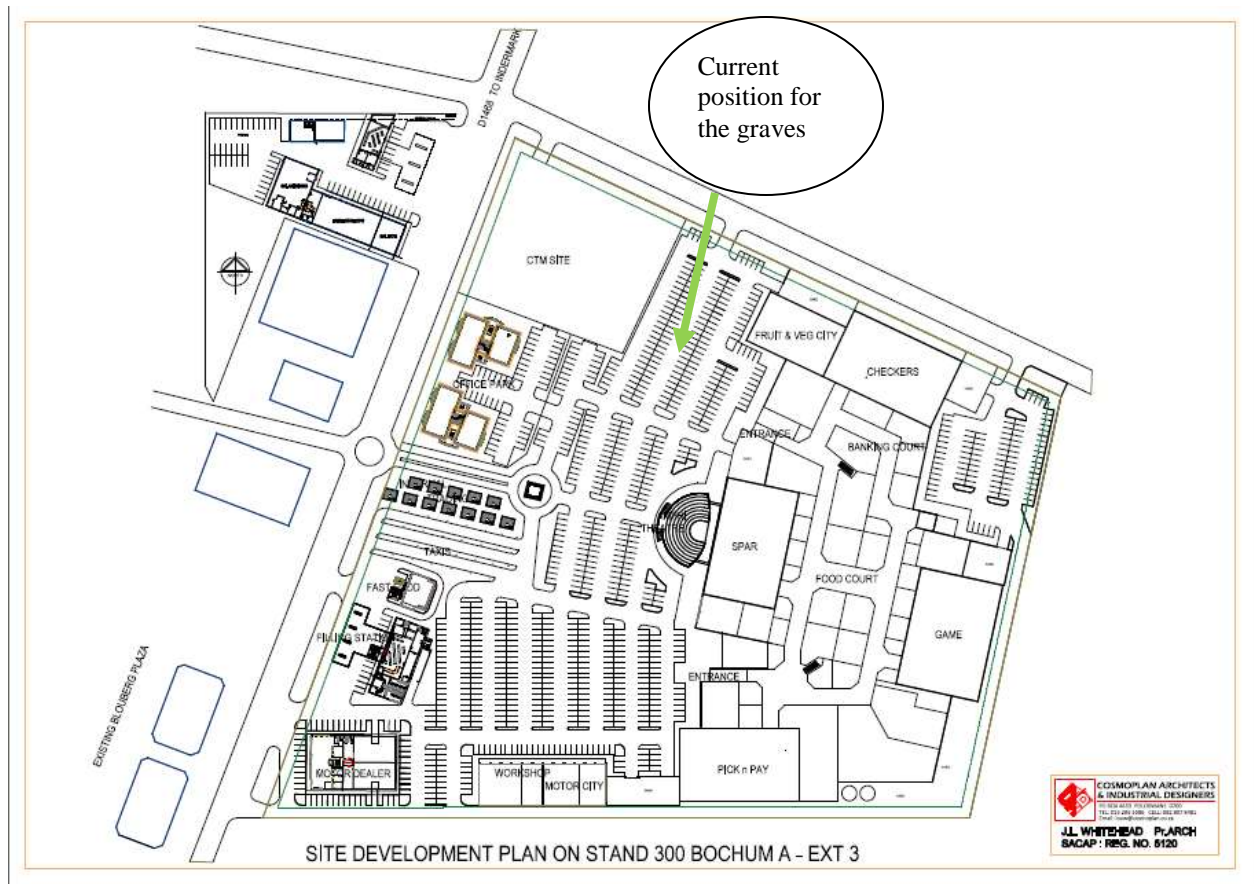 Current
position for
the graves
D1468 TO INDERMARK
CTM SITE
FRUIT & VEG CITY
CHECKERS
OFFICE PARK
ENTRANCE
BANKING COURT
SPAR
TAXIS
FOOD COURT
FAST FOOD
GAME
FILLING STATION
ENTRANCE
EXISTING BLOUBERG PLAZA
MOTOR DEALER
WORKSHOP
MOTOR CITY
PICK n PAY
SITE DEVELOPMENT PLAN ON STAND 300 BOCHUM A - EXT 3
COSMOPLAN ARCHITECTS
& INDUSTRIAL DESIGNERS
J.L. WHITEHEAD Pr.ARCH
SACAP : REG. NO. 5120